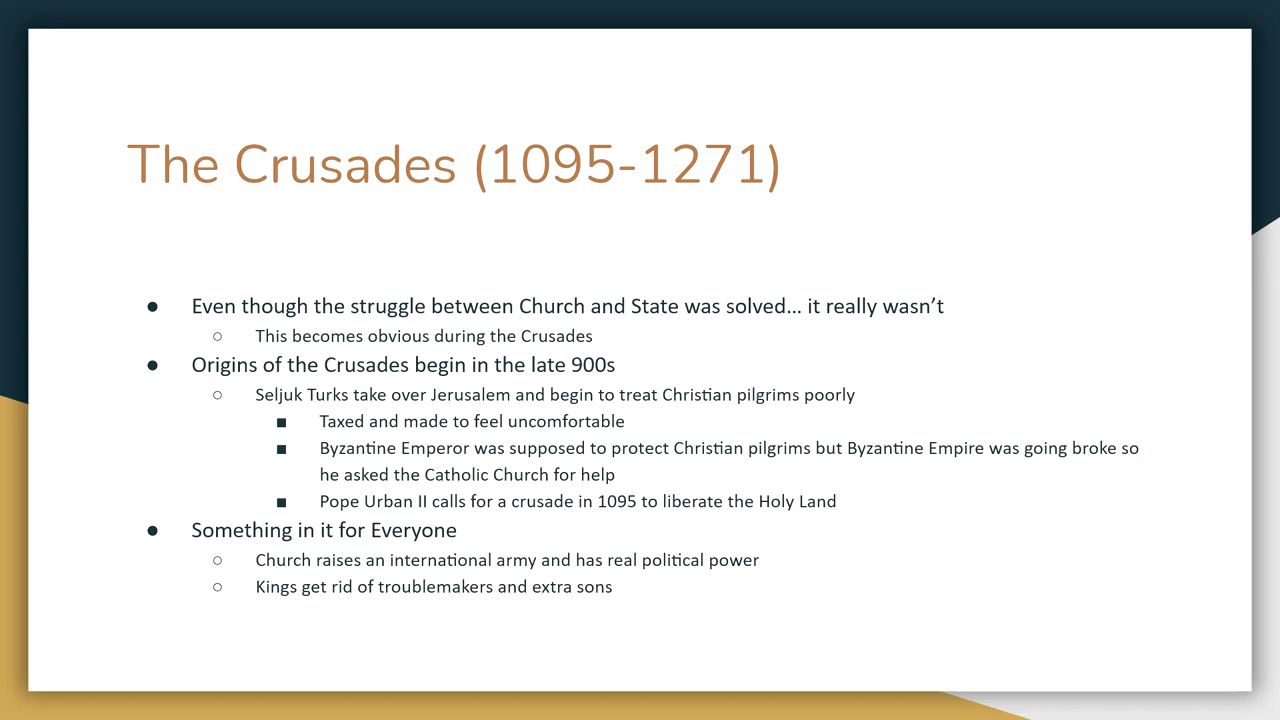 The Crusades (1095-1271)
● Even though the struggle between Church and State was solved... it really wasn’t
○ This becomes obvious during the Crusades
● Origins of the Crusades begin in the late 900s
○ Seljuk Turks take over Jerusalem and begin to treat Christian pilgrims poorly
■ Taxed and made to feel uncomfortable
■ Byzantine Emperor was supposed to protect Christian pilgrims but Byzantine Empire was going broke so
he asked the Catholic Church for help
■ Pope Urban II calls for a crusade in 1095 to liberate the Holy Land
● Something in it for Everyone
○ Church raises an international army and has real political power
○ Kings get rid of troublemakers and extra sons